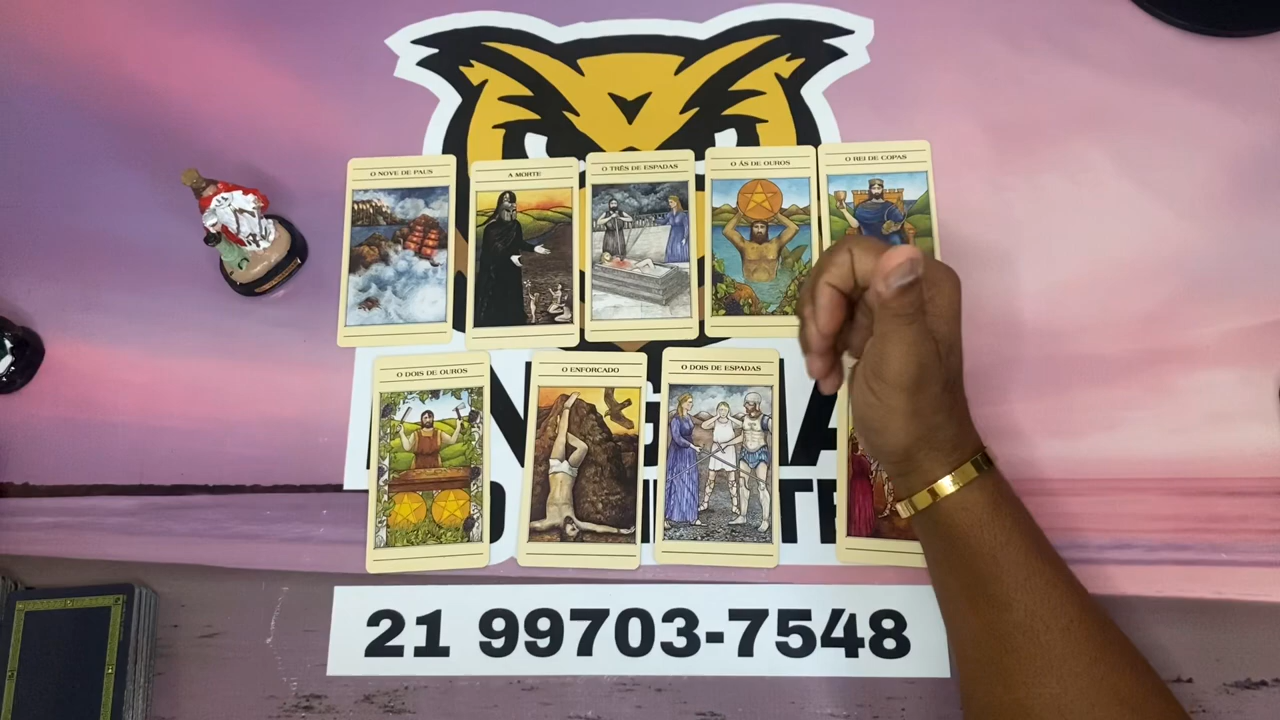 O NOVE DE PAUS
A MORTE
O TRÊS DE ESPADAS
O ÁS DE OUROS
O REI DE COPAS
O DOIS DE OUROS
O ENFORCADO
O DOIS DE ESPADAS
21 99703-7548